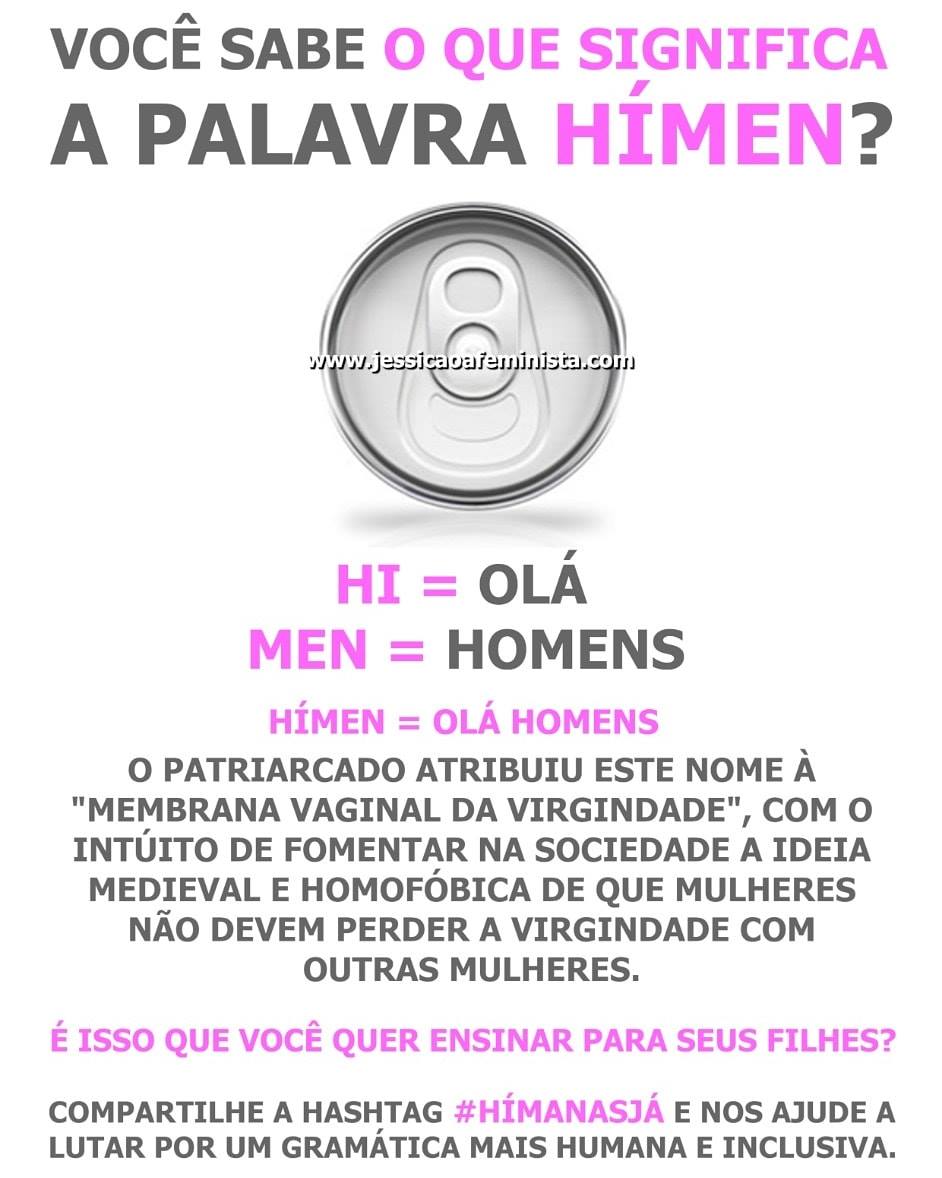 VOCÊ SABE O QUE SIGNIFICA
A PALAVRA HÍMEN?
www.jessicaoafeminista.com
HI = OLÁ
MEN = HOMENS
HÍMEN = OLÁ HOMENS
O PATRIARCADO ATRIBUIU ESTE NOME À
"MEMBRANA VAGINAL DA VIRGINDADE", COM O
INTÚITO DE FOMENTAR NA SOCIEDADE A IDEIA
MEDIEVAL E HOMOFÓBICA DE QUE MULHERES
NÃO DEVEM PERDER A VIRGINDADE COM
OUTRAS MULHERES.
É ISSO QUE VOCÊ QUER ENSINAR PARA SEUS FILHES?
COMPARTILHE A HASHTAG #HÍMANASJÁ E NOS AJUDE A
LUTAR POR UM GRAMÁTICA MAIS HUMANA E INCLUSIVA.